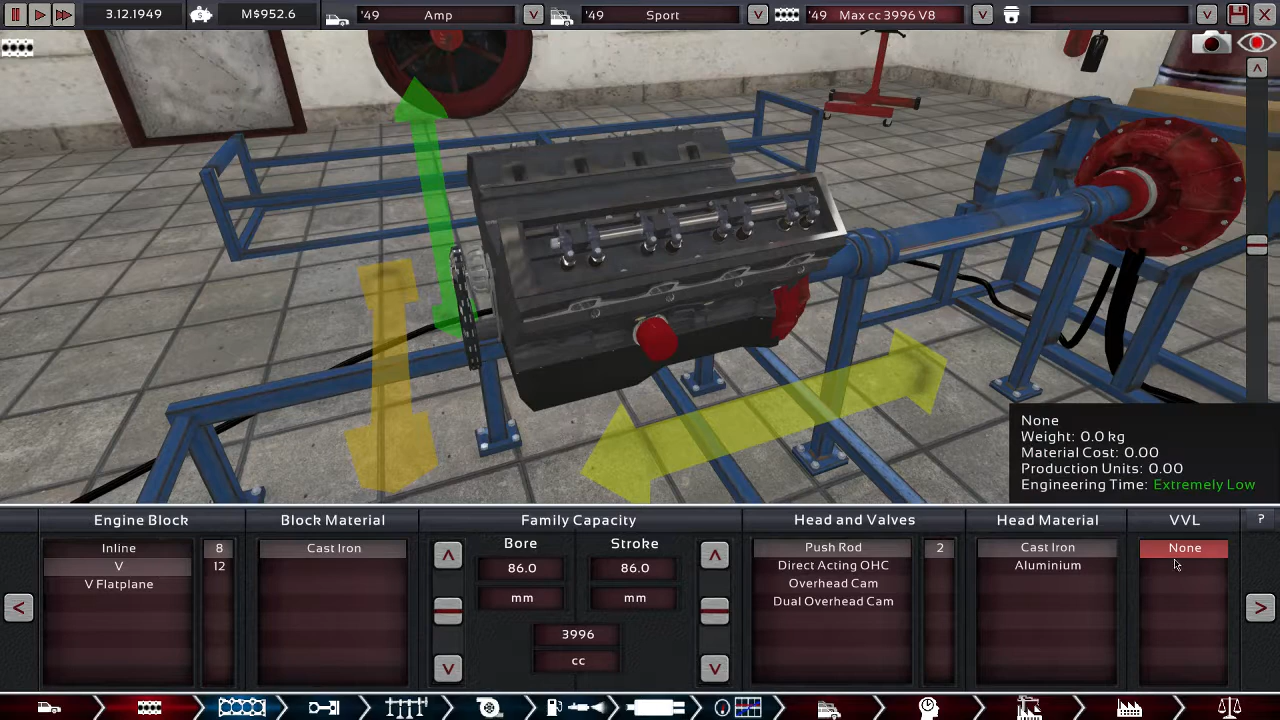 3.12.1949
M$952.6
'49 Amp
'49 Sport
'49 Max cc 3996 V8
None
Weight: 0.0 kg
Material Cost: 0.00
Production Units: 0.00
Engineering Time: Extremely Low
Engine Block
Block Material
Family Capacity
Head and Valves
Head Material
VVL
?
Inline
V
V Flatplane
8
12
Cast Iron
Bore
86.0
mm
Stroke
86.0
mm
3996
cc
Push Rod
Direct Acting OHC
Overhead Cam
Dual Overhead Cam
2
Cast Iron
Aluminium
None